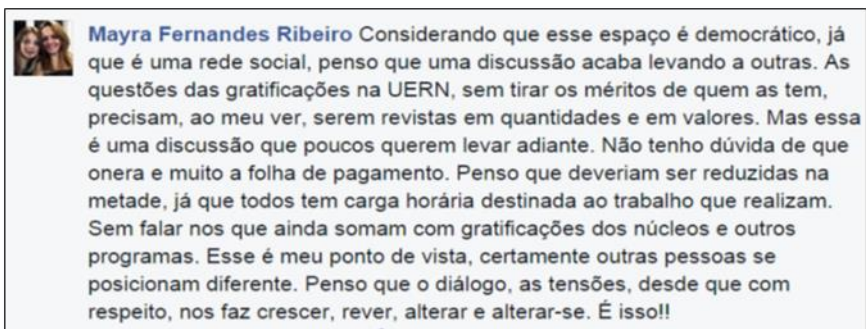 Mayra Fernandes Ribeiro Considerando que esse espaço é democrático, já
que é uma rede social, penso que uma discussão acaba levando a outras. As
questões das gratificações na UERN, sem tirar os méritos de quem as tem,
precisam, ao meu ver, serem revistas em quantidades e em valores. Mas essa
é uma discussão que poucos querem levar adiante. Não tenho dúvida de que
onera e muito a folha de pagamento. Penso que deveriam ser reduzidas na
metade, já que todos tem carga horária destinada ao trabalho que realizam.
Sem falar nos que ainda somam com gratificações dos núcleos e outros
programas. Esse é meu ponto de vista, certamente outras pessoas se
posicionam diferente. Penso que o diálogo, as tensões, desde que com
respeito, nos faz crescer, rever, alterar e alterar-se. É isso!!